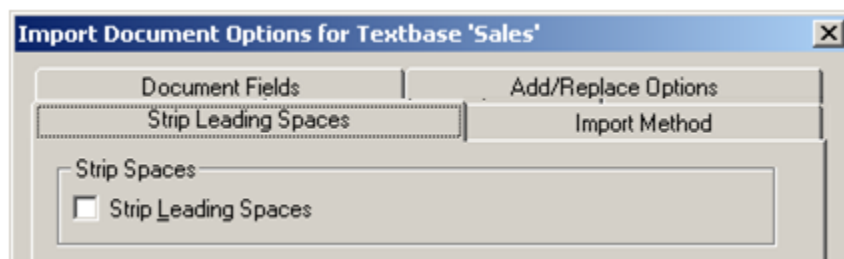 Import Document Options for Textbase 'Sales'
Document Fields Add/Replace Options
Strip Leading Spaces Import Method
Strip Spaces
Strip Leading Spaces